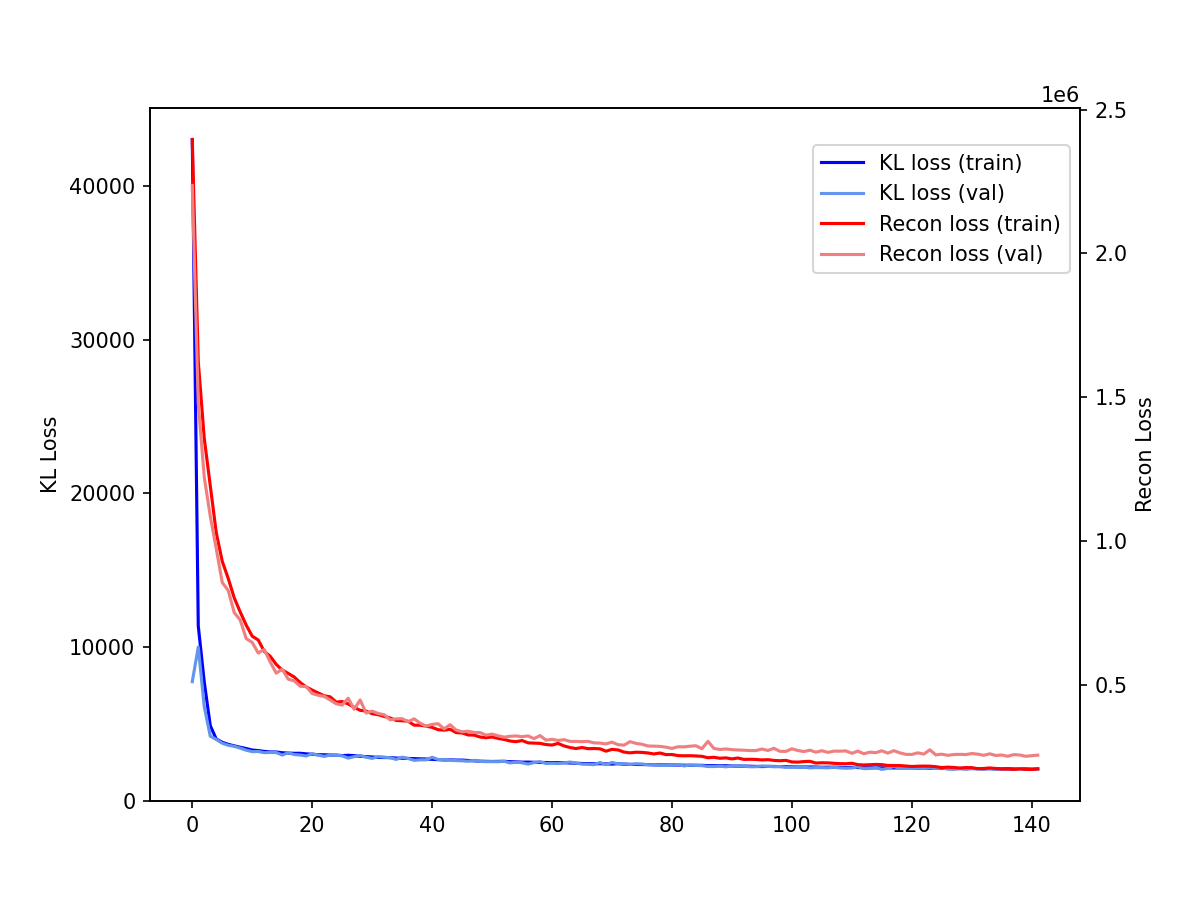 1e6
2.5
40000
KL loss (train)
KL loss (val)
Recon loss (train)
Recon loss (val)
2.0
30000
1.5
KL Loss
Recon Loss
20000
1.0
10000
0.5
0
0 20 40 60 80 100 120 140